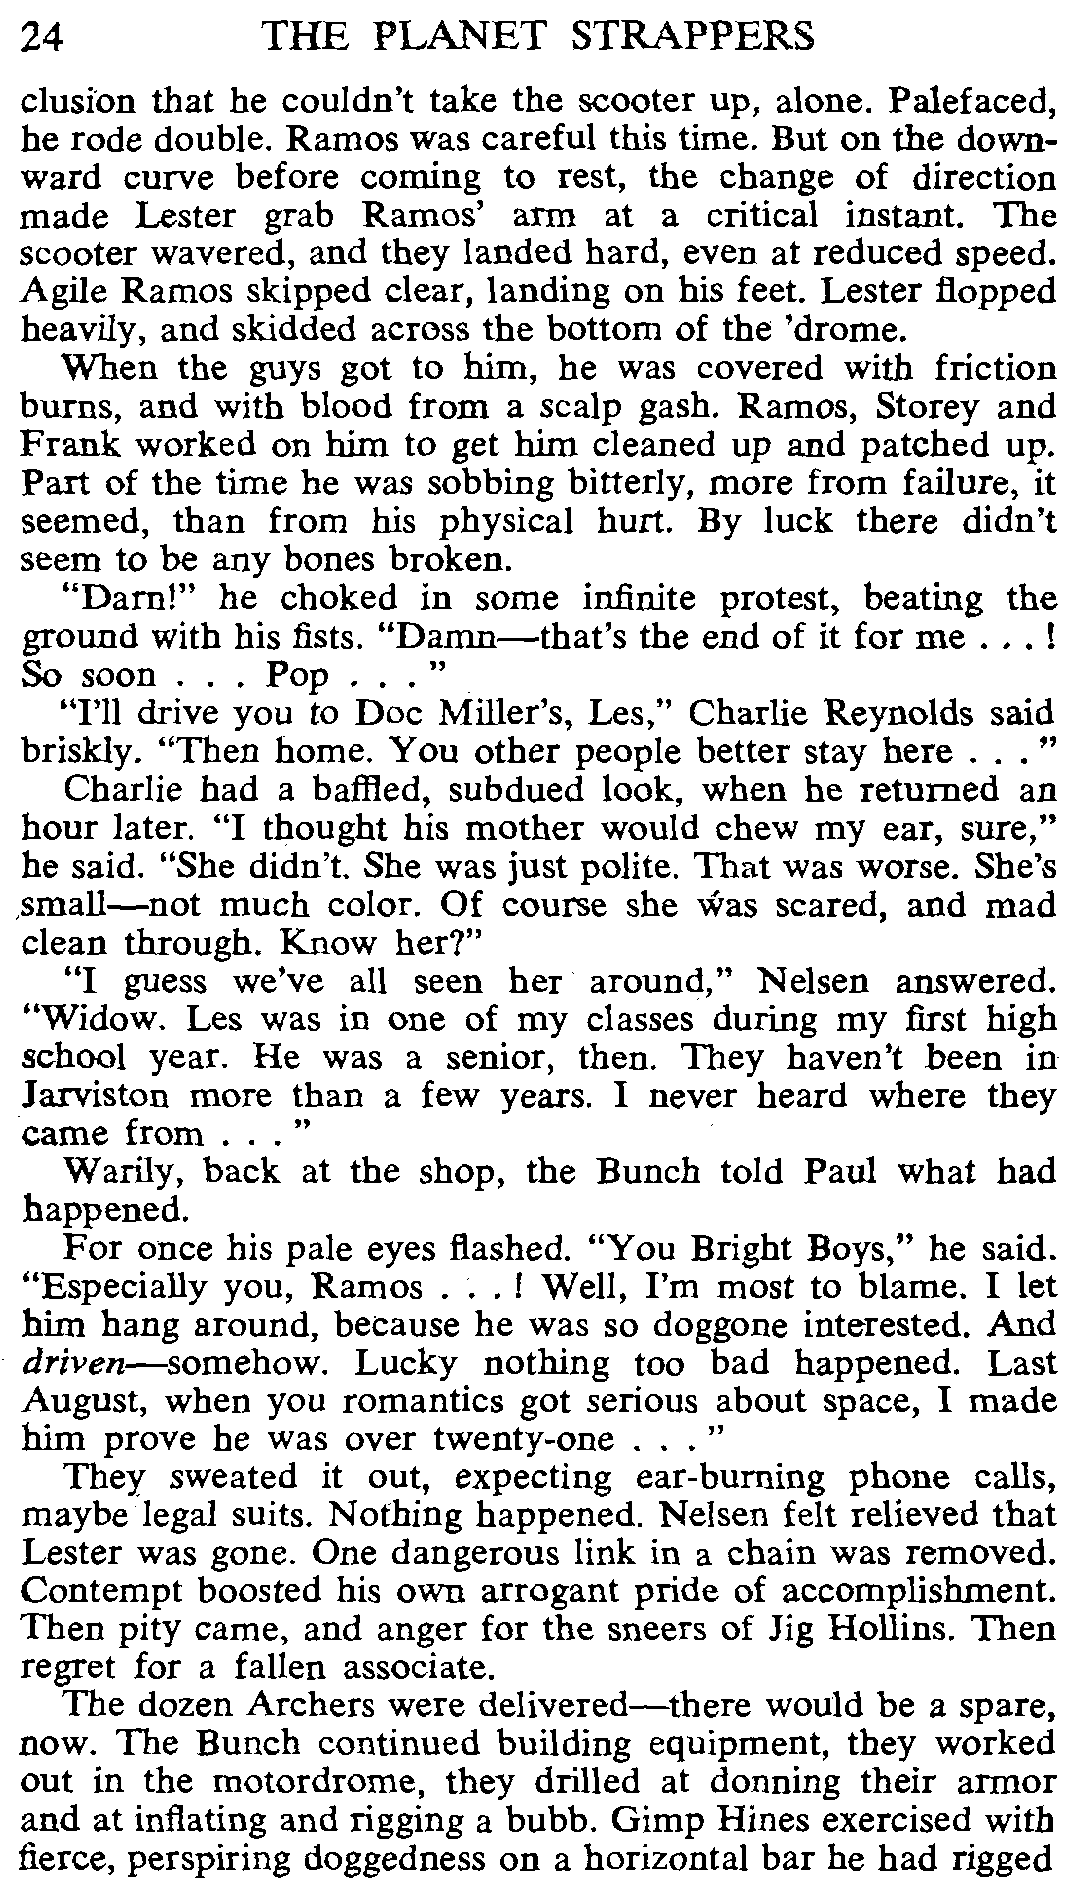 24 THE PLANET STRAPPERS
clusion that he couldn't take the scooter up, alone. Palefaced,
he rode double. Ramos was careful this time. But on the down-
ward curve before coming to rest, the change of direction
made Lester grab Ramos' arm at a critical instant. The
scooter wavered, and they landed hard, even at reduced speed.
Agile Ramos skipped clear, landing on his feet. Lester flopped
heavily, and skidded across the bottom of the 'drome.
When the guys got to him, he was covered with friction
burns, and with blood from a scalp gash. Ramos, Storey and
Frank worked on him to get him cleaned up and patched up.
Part of the time he was sobbing bitterly, more from failure, it
seemed, than from his physical hurt. By luck there didn't
seem to be any bones broken.
"Darn!" he choked in some infinite protest, beating the
ground with his fists. "Damn—that's the end of it for me . . . !
So soon . . . Pop . . ."
"I'll drive you to Doc Miller's, Les," Charlie Reynolds said
briskly. "Then home. You other people better stay here . . ."
Charlie had a baffled, subdued look, when he returned an
hour later. "I thought his mother would chew my ear, sure,"
he said. "She didn't. She was just polite. That was worse. She's
small—not much color. Of course she was scared, and mad
clean through. Know her?"
"I guess we've all seen her around," Nelsen answered.
"Widow. Les was in one of my classes during my first high
school year. He was a senior, then. They haven't been in
Jarviston more than a few years. I never heard where they
came from . . ."
Warily, back at the shop, the Bunch told Paul what had
happened.
For once his pale eyes flashed. "You Bright Boys," he said.
"Especially you, Ramos . . . ! Well, I'm most to blame. I let
him hang around, because he was so doggone interested. And
driven—somehow. Lucky nothing too bad happened. Last
August, when you romantics got serious about space, I made
him prove he was over twenty-one . . ."
They sweated it out, expecting ear-burning phone calls,
maybe legal suits. Nothing happened. Nelsen felt relieved that
Lester was gone. One dangerous link in a chain was removed.
Contempt boosted his own arrogant pride of accomplishment.
Then pity came, and anger for the sneers of Jig Hollins. Then
regret for a fallen associate.
The dozen Archers were delivered—there would be a spare,
now. The Bunch continued building equipment, they worked
out in the motordrome, they drilled at donning their armor
and at inflating and rigging a bubb. Gimp Hines exercised with
fierce, perspiring doggedness on a horizontal bar he had rigged